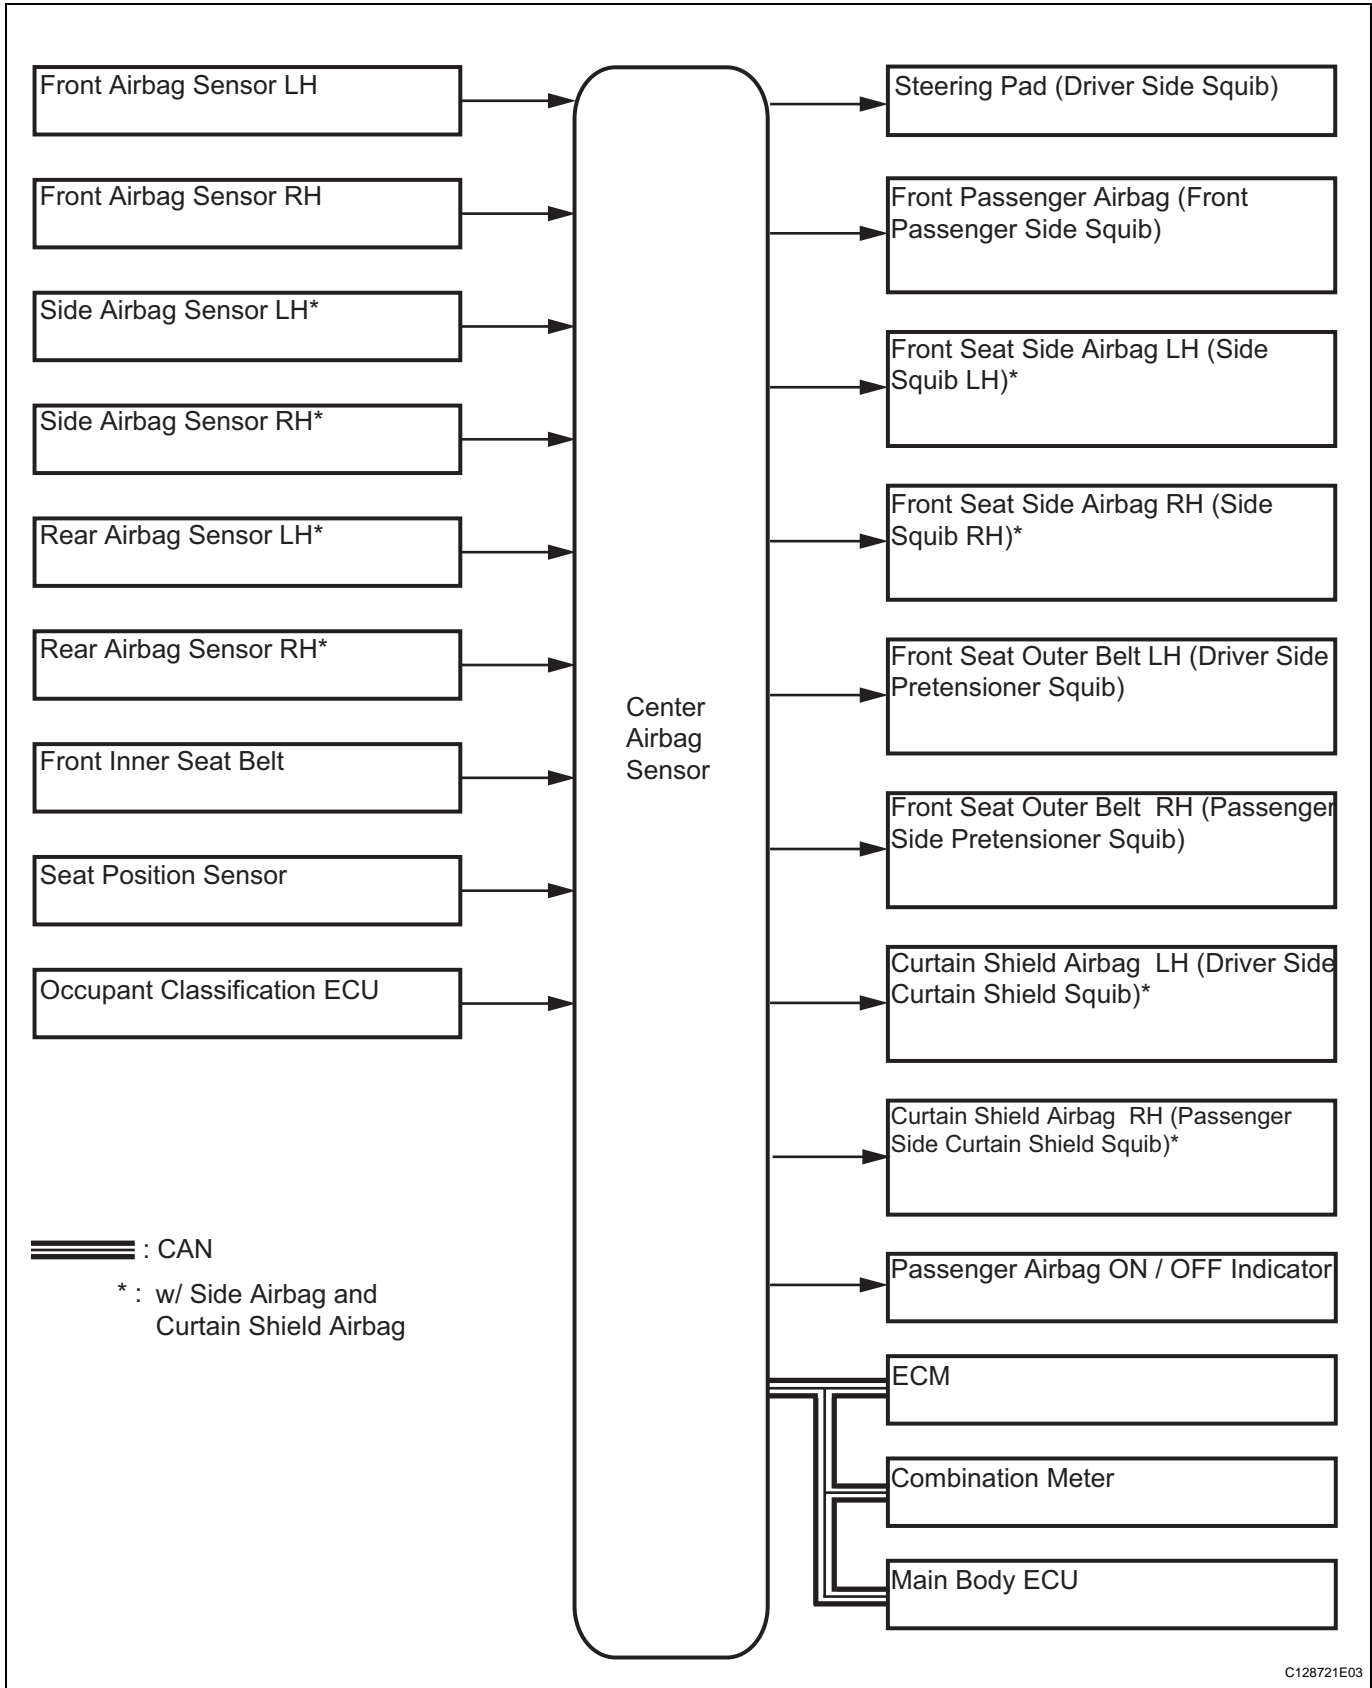 Front Airbag Sensor LH
Front Airbag Sensor RH
Side Airbag Sensor LH*
Side Airbag Sensor RH*
Rear Airbag Sensor LH*
Rear Airbag Sensor RH*
Front Inner Seat Belt
Seat Position Sensor
Occupant Classification ECU
: CAN
* : w/ Side Airbag and
Curtain Shield Airbag
Center
Airbag
Sensor
Steering Pad (Driver Side Squib)
Front Passenger Airbag (Front
Passenger Side Squib)
Front Seat Side Airbag LH (Side
Squib LH)*
Front Seat Side Airbag RH (Side
Squib RH)*
Front Seat Outer Belt LH (Driver Side
Pretensioner Squib)
Front Seat Outer Belt RH (Passenger
Side Pretensioner Squib)
Curtain Shield Airbag LH (Driver Side
Curtain Shield Squib)*
Curtain Shield Airbag RH (Passenger
Side Curtain Shield Squib)*
Passenger Airbag ON / OFF Indicator
ECM
Combination Meter
Main Body ECU
C128721E03